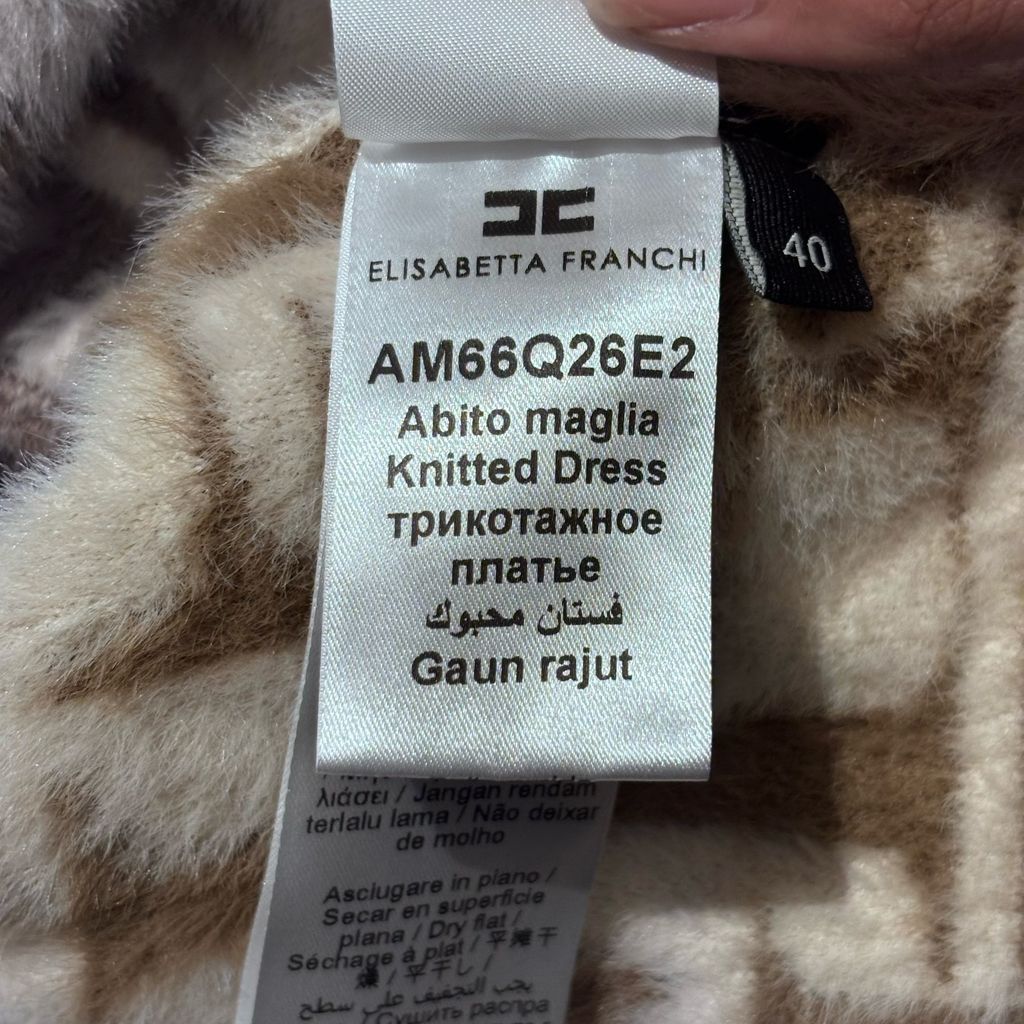 ELISABETTA FRANCHI
40
AM66Q26E2
Abito maglia
Knitted Dress
трикотажное
платье
فستان محبوك
Gaun rajut
λιάσει / Jangan rendam
terlalu lama / Não deixar
de molho
Asciugare in piano /
Secar en superficie
plana / Dry flat /
Séchage à plat / 平摊干
/ 平干し /
يجب التجفيف على سطح
/ Сушить распра